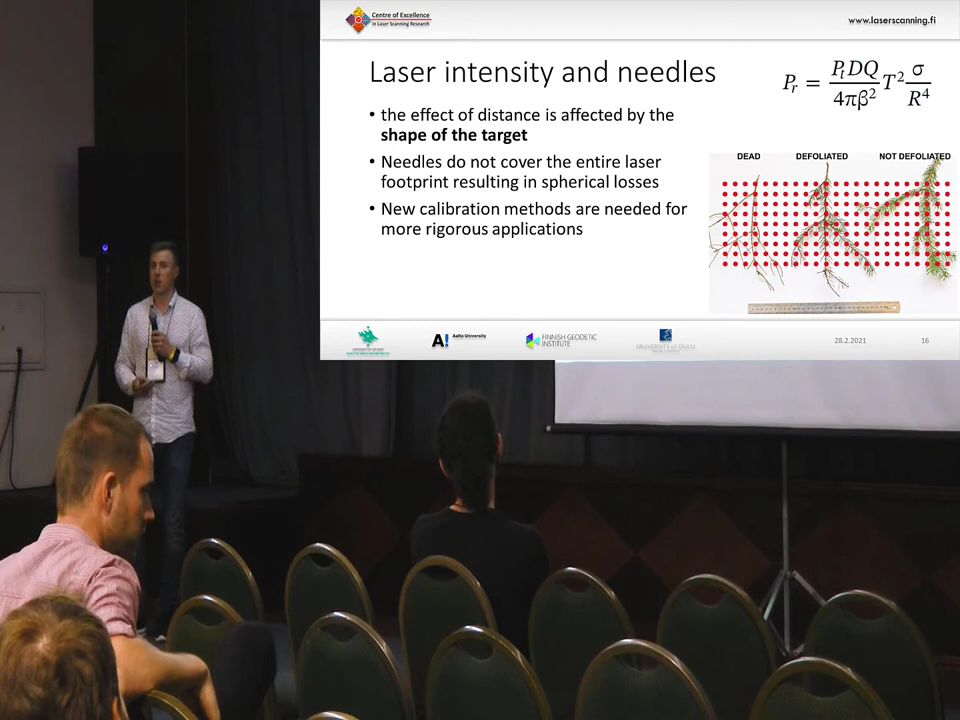 Centre of Excellence
in Laser Scanning Research
www.laserscanning.fi
Laser intensity and needles
P_r = P_t DQ / 4πβ² T² σ / R⁴
• the effect of distance is affected by the
shape of the target
• Needles do not cover the entire laser
footprint resulting in spherical losses
• New calibration methods are needed for
more rigorous applications
DEAD DEFOLIATED NOT DEFOLIATED
A! Aalto University
FINNISH GEODETIC
INSTITUTE
UNIVERSITY of OULU
28.2.2021
16